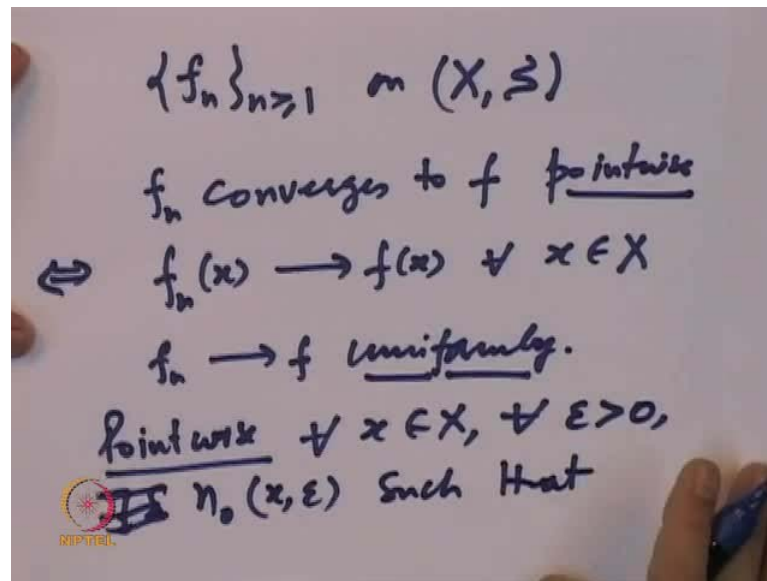 {fₙ}ₙ≥₁ on (X, S)
fₙ converges to f pointwise
⇔ fₙ(x) ⟶ f(x) ∀ x ∈ X
fₙ ⟶ f uniformly.
Pointwise ∀ x ∈ X, ∀ ε > 0,
n₀ (x, ε) such that
NPTEL